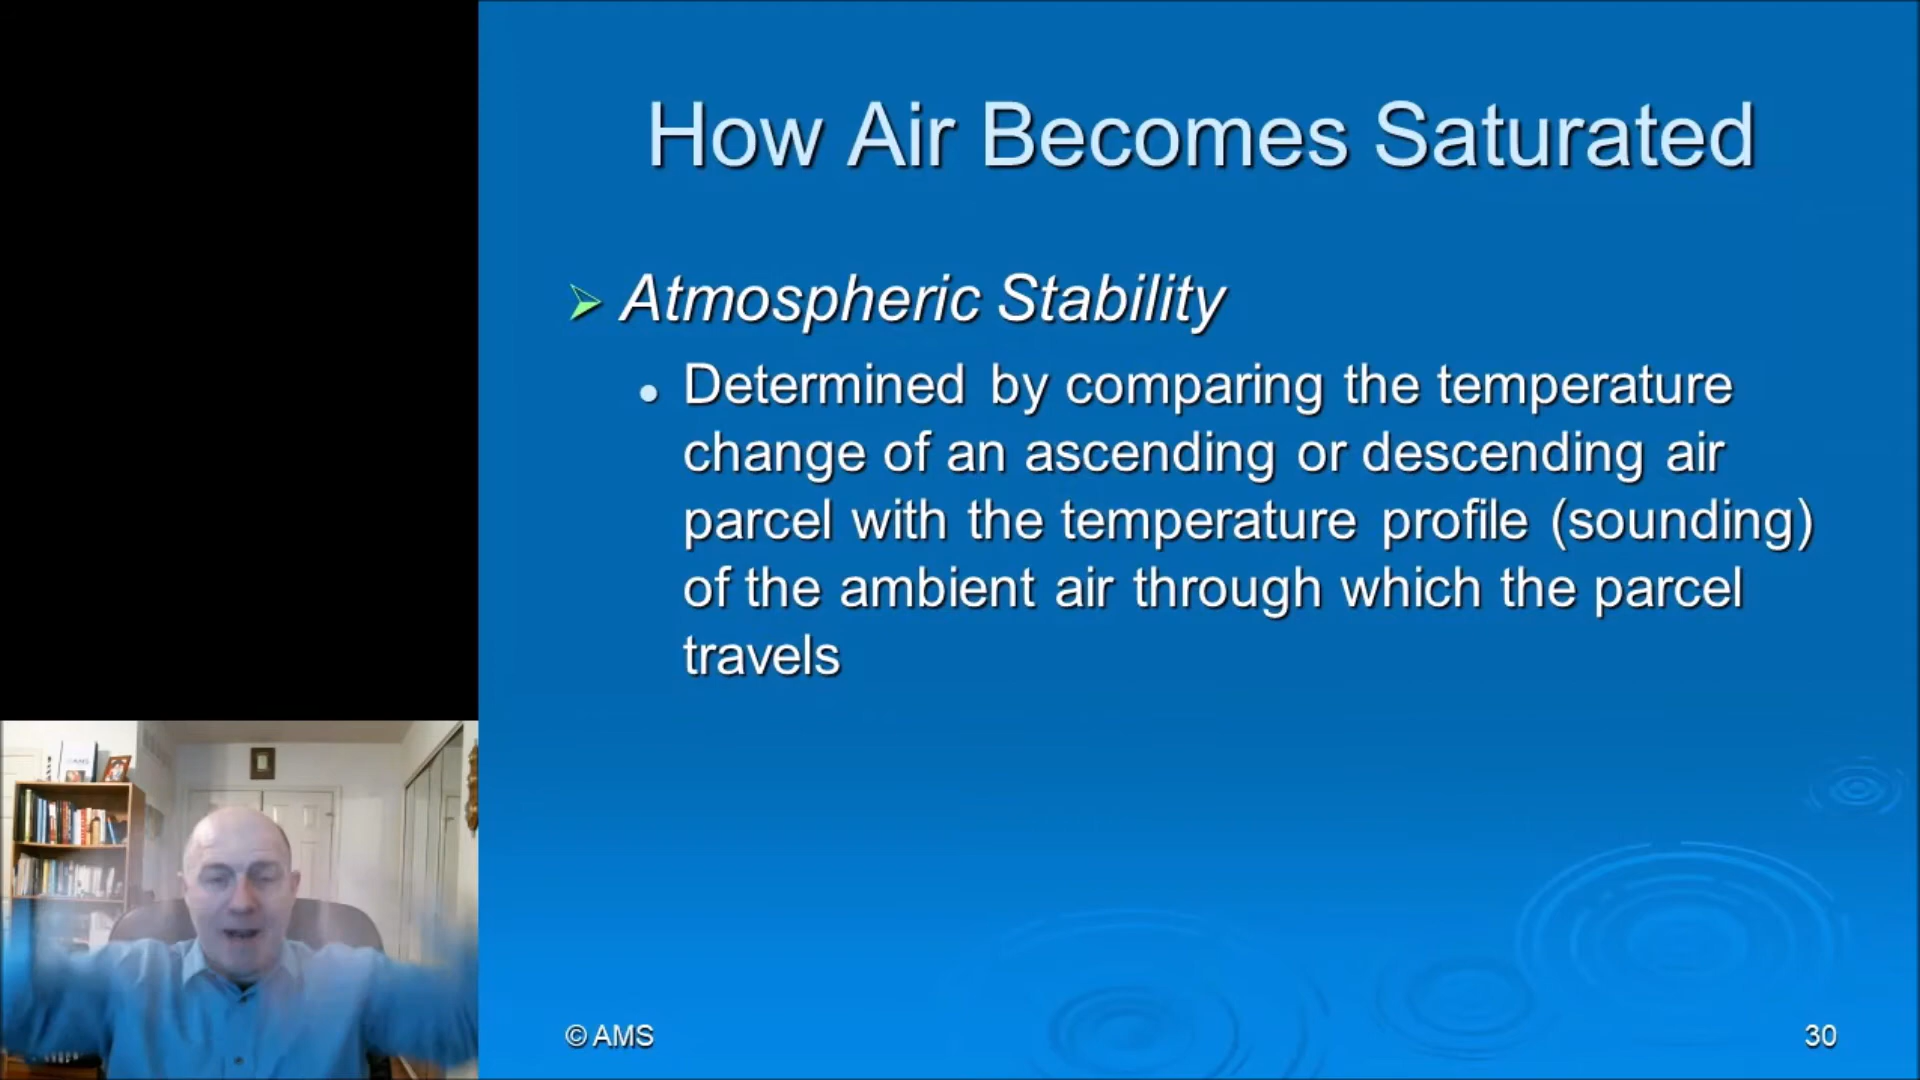 How Air Becomes Saturated
Atmospheric Stability
Determined by comparing the temperature
change of an ascending or descending air
parcel with the temperature profile (sounding)
of the ambient air through which the parcel
travels
© AMS
30